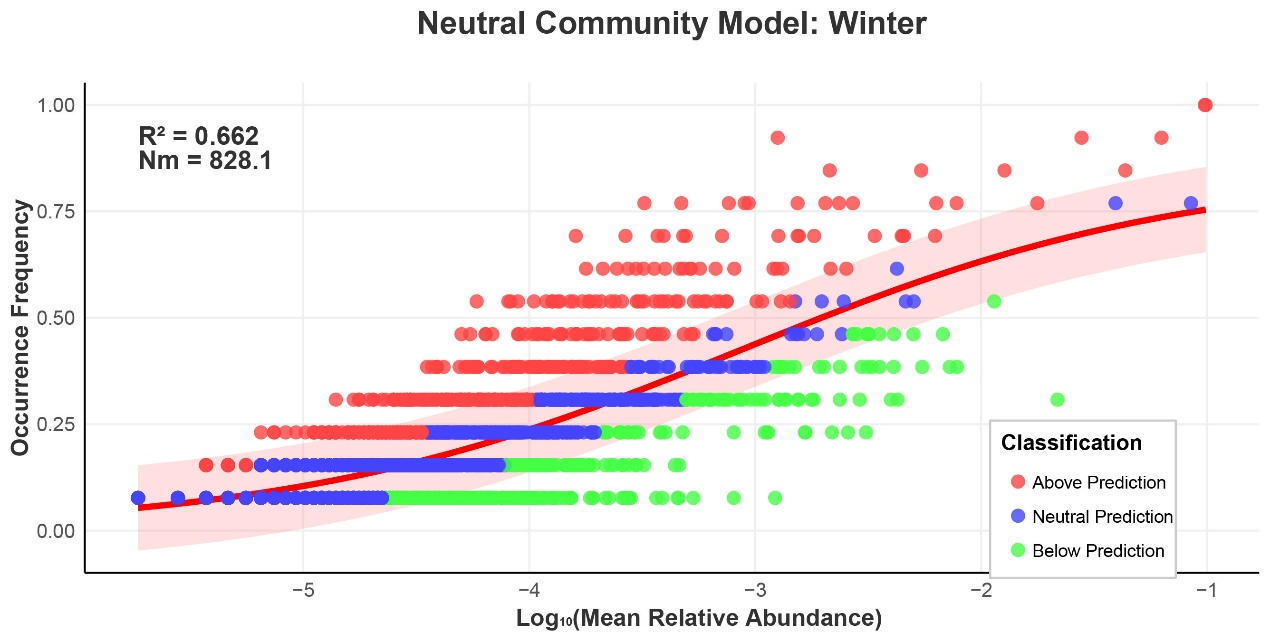 Neutral Community Model: Winter
R² = 0.662
Nm = 828.1
Occurrence Frequency
1.00
0.75
0.50
0.25
0.00
Classification
Above Prediction
Neutral Prediction
Below Prediction
−5
−4
−3
−2
−1
Log₁₀(Mean Relative Abundance)